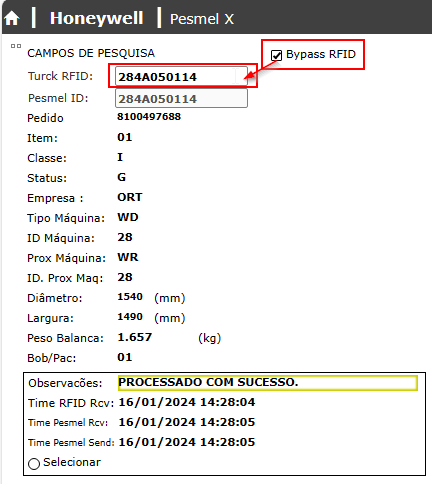 Honeywell Pesmel X
CAMPOS DE PESQUISA
Bypass RFID
Turck RFID: 284A050114
Pesmel ID: 284A050114
Pedido 8100497688
Item: 01
Classe: I
Status: G
Empresa : ORT
Tipo Máquina: WD
ID Máquina: 28
Prox Máquina: WR
ID. Prox Maq: 28
Diâmetro: 1540 (mm)
Largura: 1490 (mm)
Peso Balanca: 1.657 (kg)
Bob/Pac: 01
Observacões: PROCESSADO COM SUCESSO.
Time RFID Rcv: 16/01/2024 14:28:04
Time Pesmel Rcv: 16/01/2024 14:28:05
Time Pesmel Send: 16/01/2024 14:28:05
Selecionar